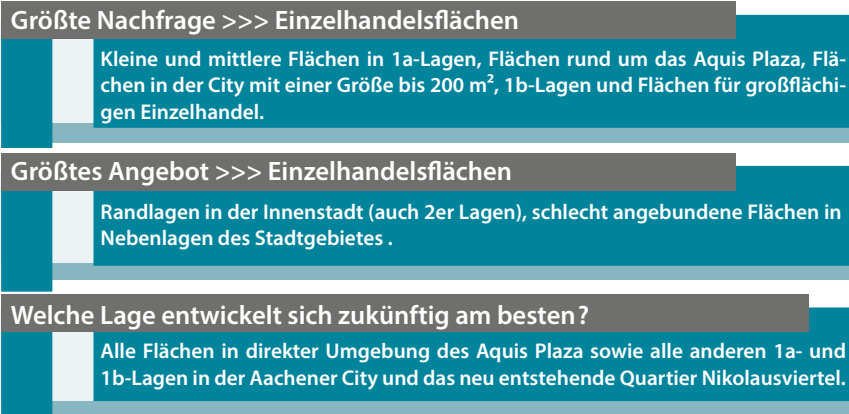 Größte Nachfrage >>> Einzelhandelsflächen
Kleine und mittlere Flächen in 1a-Lagen, Flächen rund um das Aquis Plaza, Flä-
chen in der City mit einer Größe bis 200 m², 1b-Lagen und Flächen für großflächi-
gen Einzelhandel.
Größtes Angebot >>> Einzelhandelsflächen
Randlagen in der Innenstadt (auch 2er Lagen), schlecht angebundene Flächen in
Nebenlagen des Stadtgebietes .
Welche Lage entwickelt sich zukünftig am besten?
Alle Flächen in direkter Umgebung des Aquis Plaza sowie alle anderen 1a- und
1b-Lagen in der Aachener City und das neu entstehende Quartier Nikolausviertel.